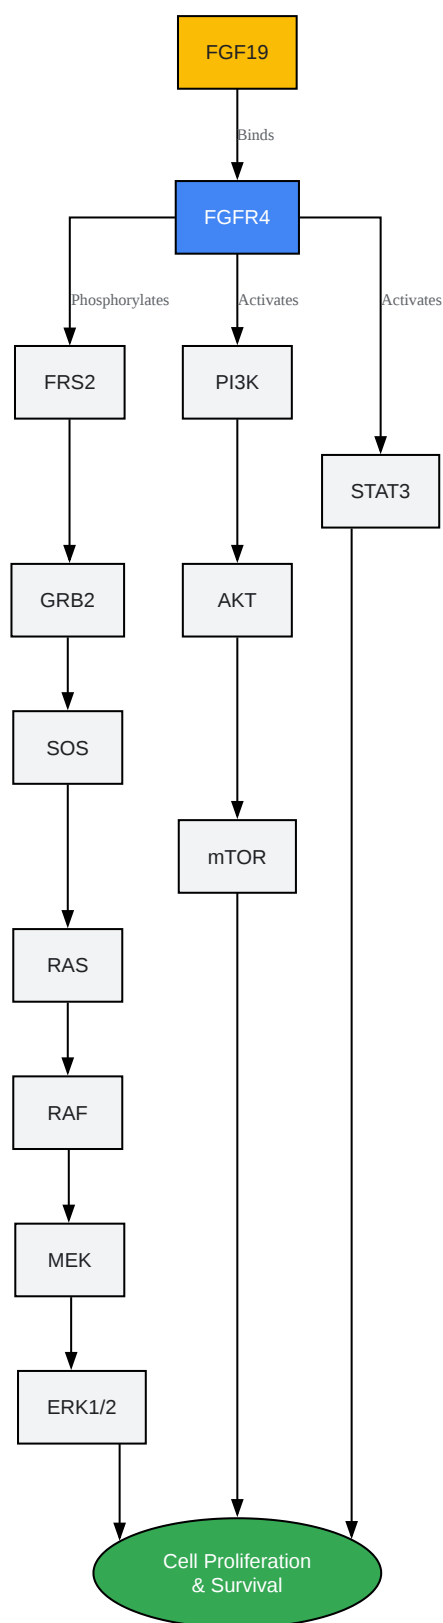 FGF19
Binds
FGFR4
Phosphorylates
Activates
Activates
FRS2
PI3K
STAT3
GRB2
AKT
SOS
mTOR
RAS
RAF
MEK
ERK1/2
Cell Proliferation
& Survival